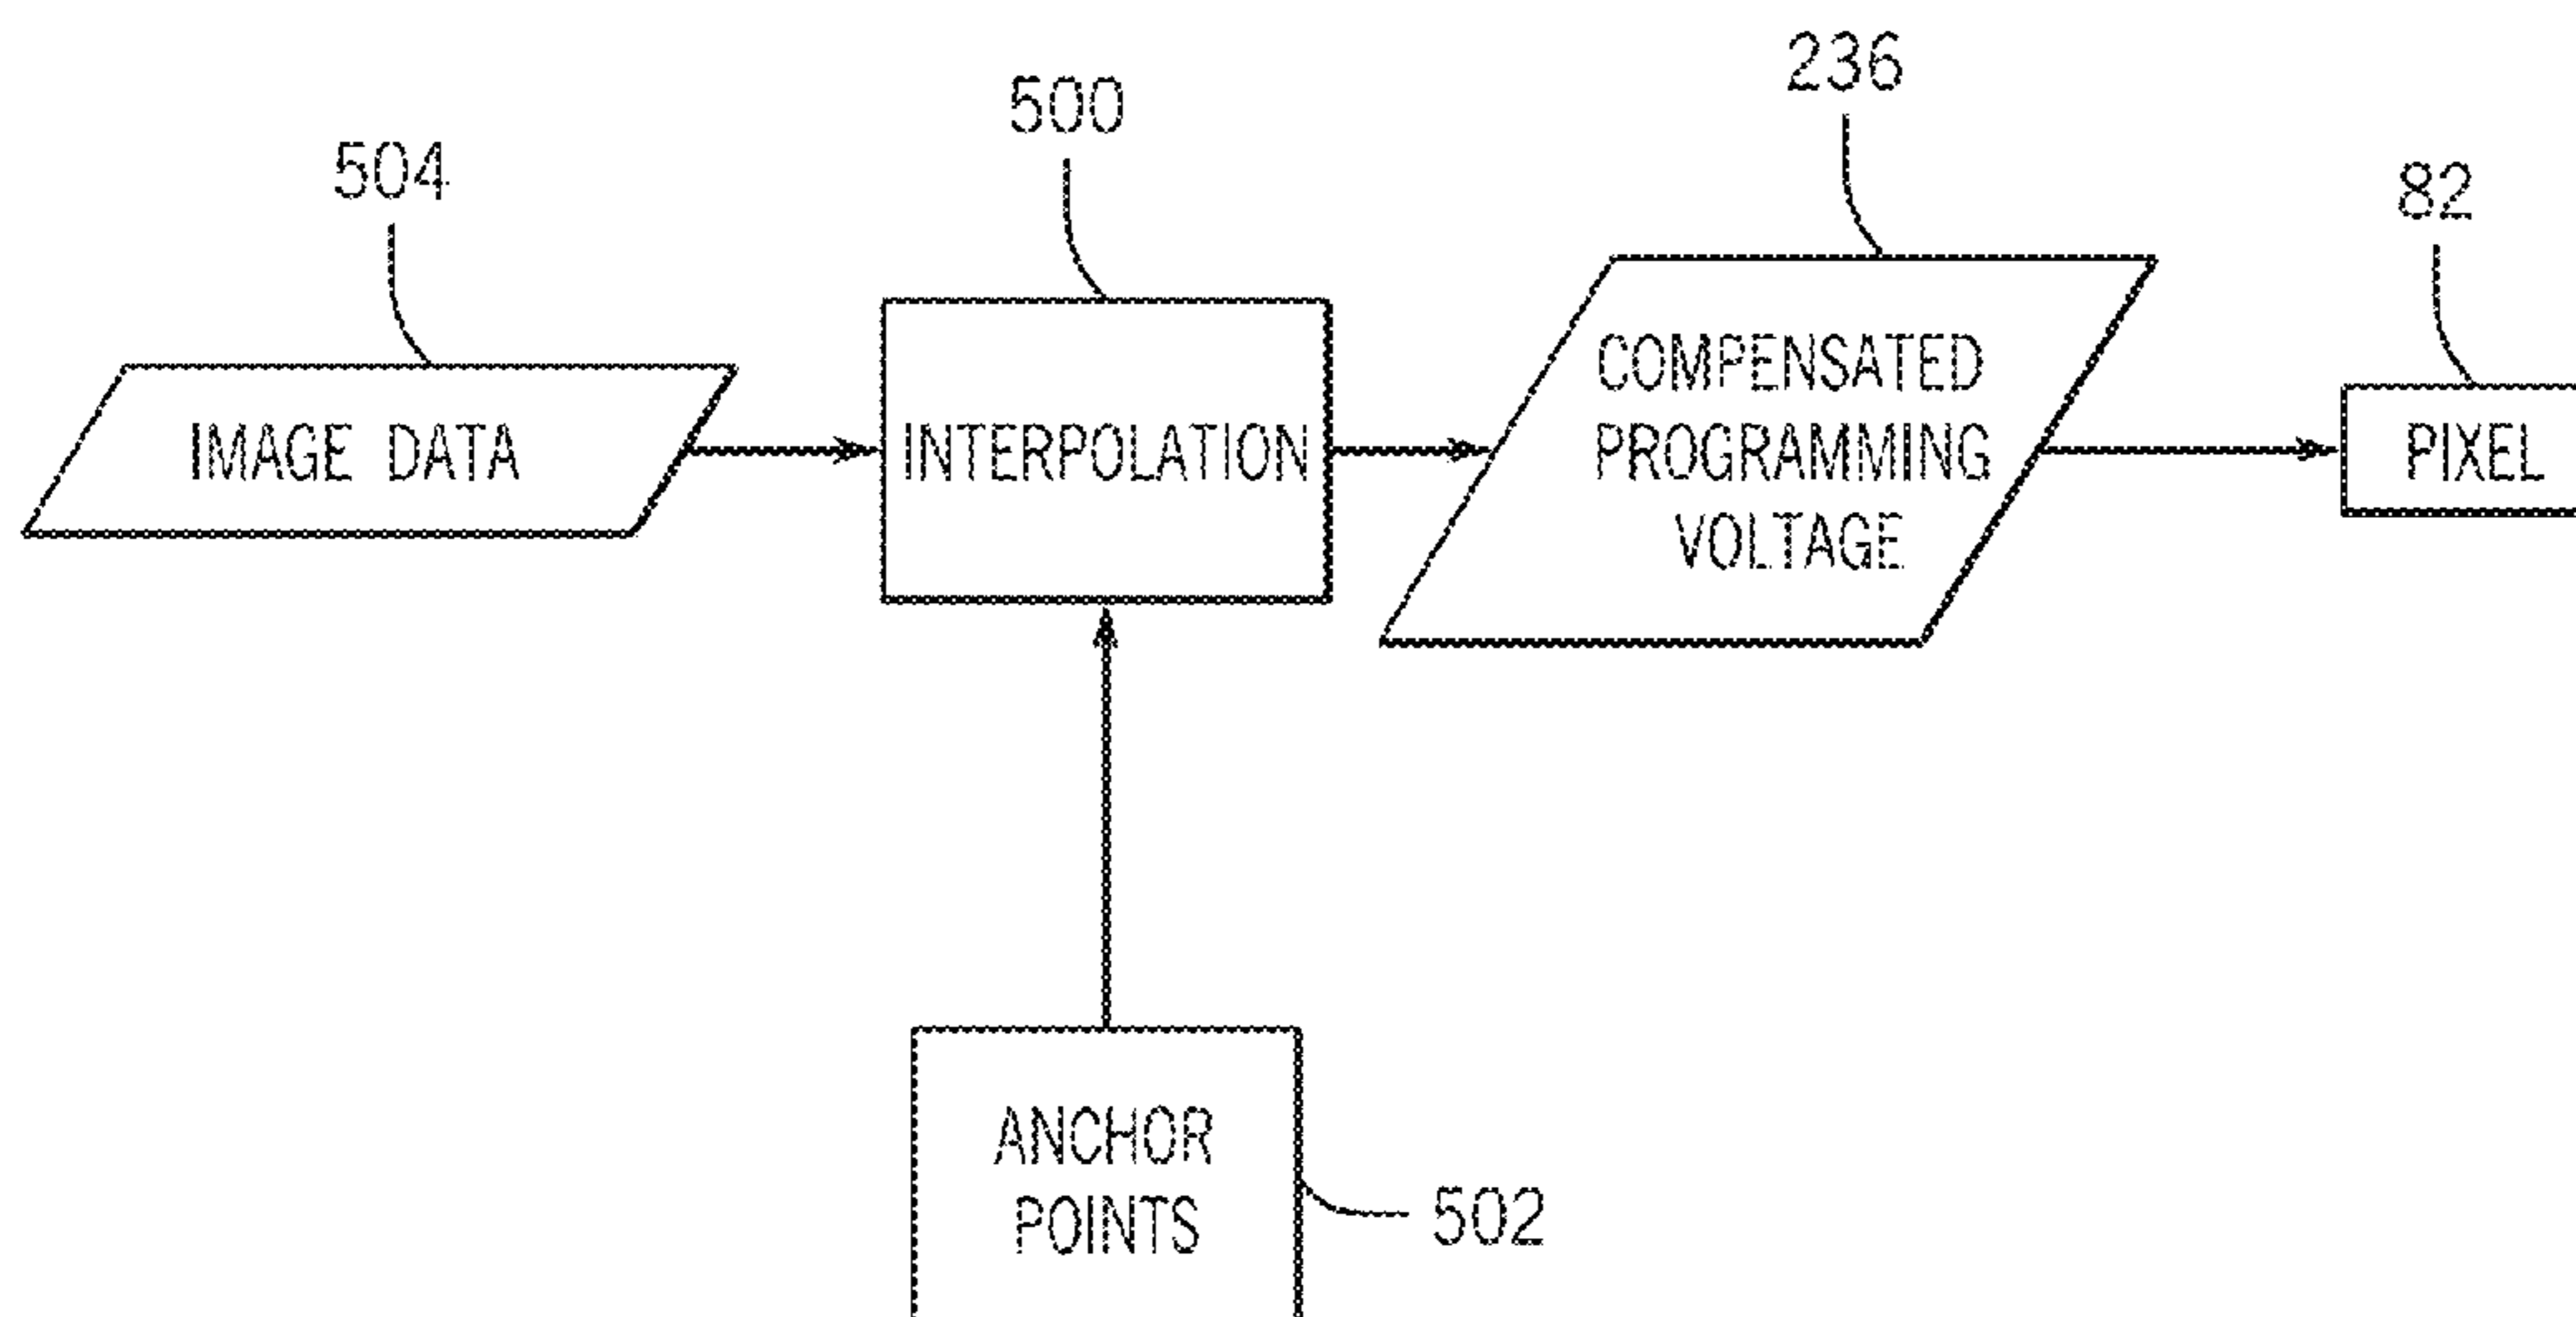 236
500
504
82
IMAGE DATA
INTERPOLATION
COMPENSATED
PROGRAMMING
VOLTAGE
PIXEL
ANCHOR
POINTS
502